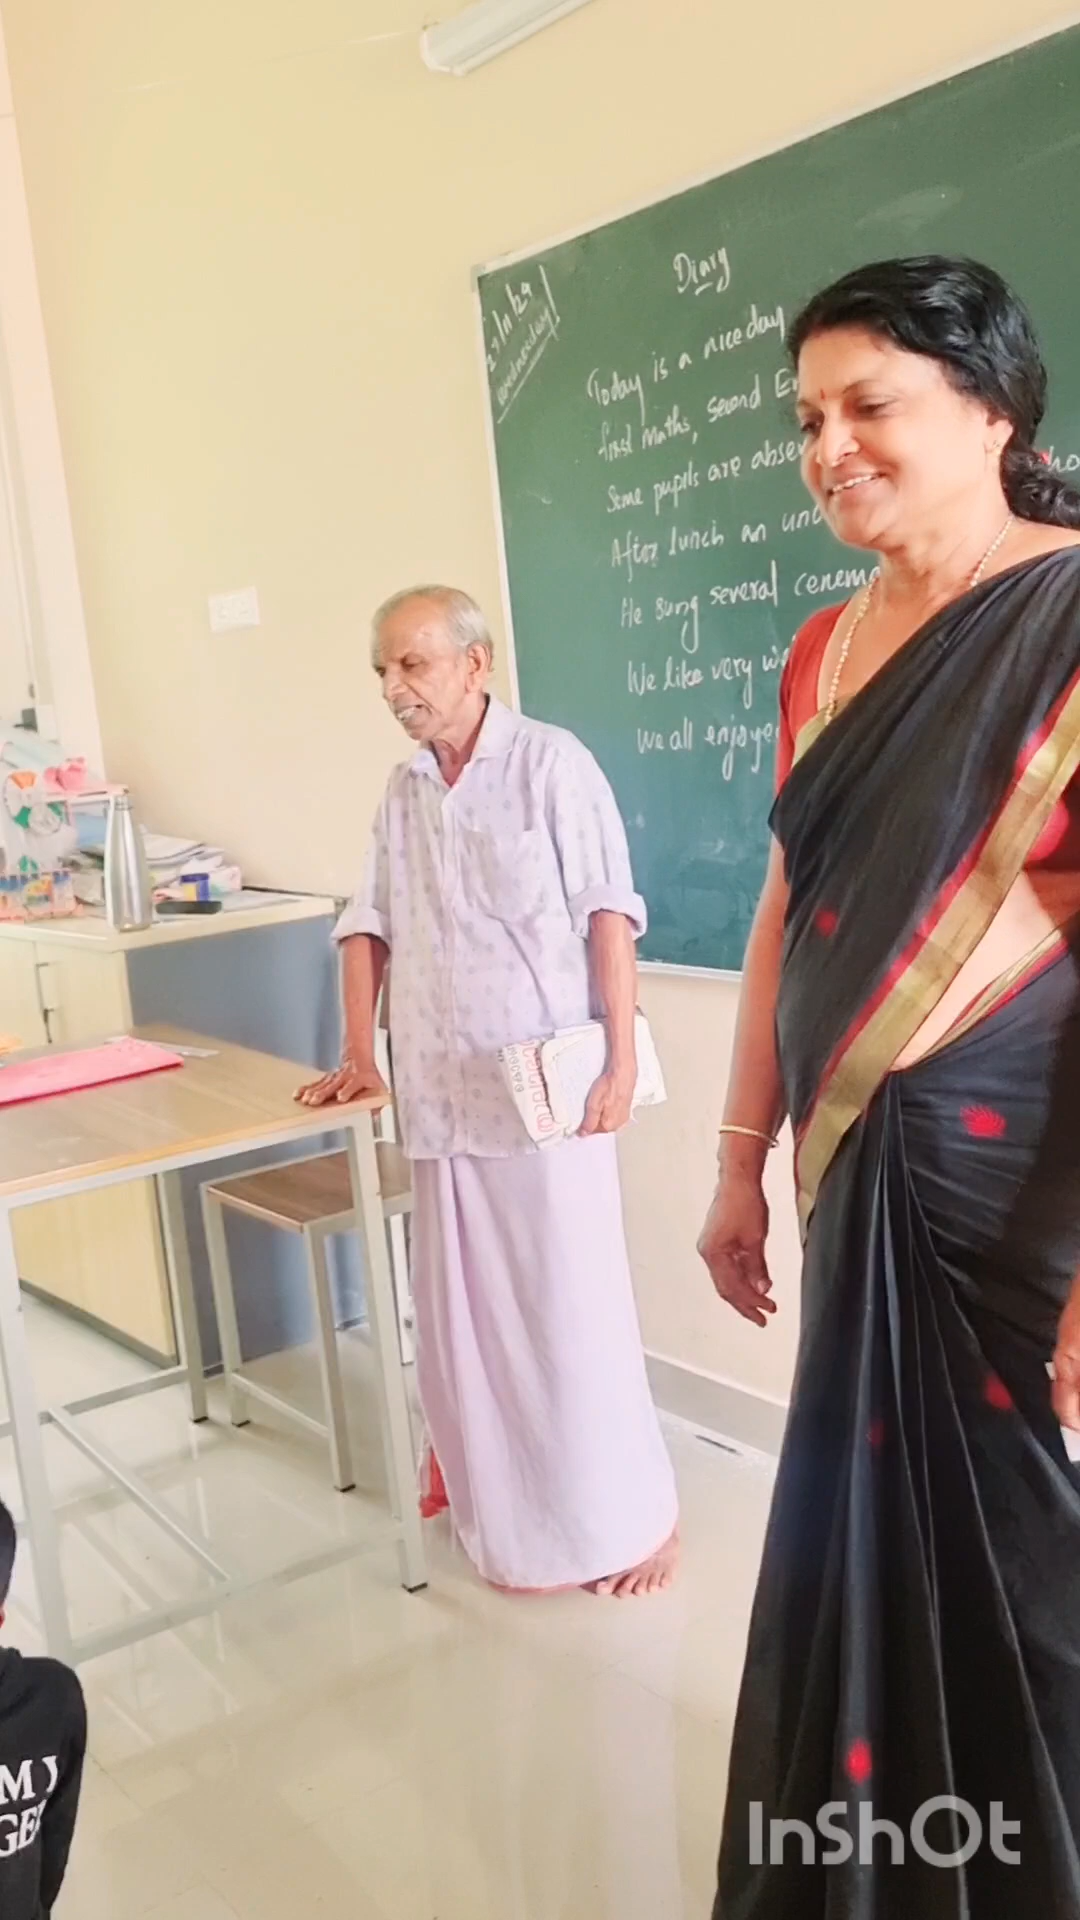 Diary
Wednesday
Today is a nice day
first Maths, Second En
Some pupils are absen
After lunch an unc
He sung several cenema
We like very
We all enjoye
InShOt